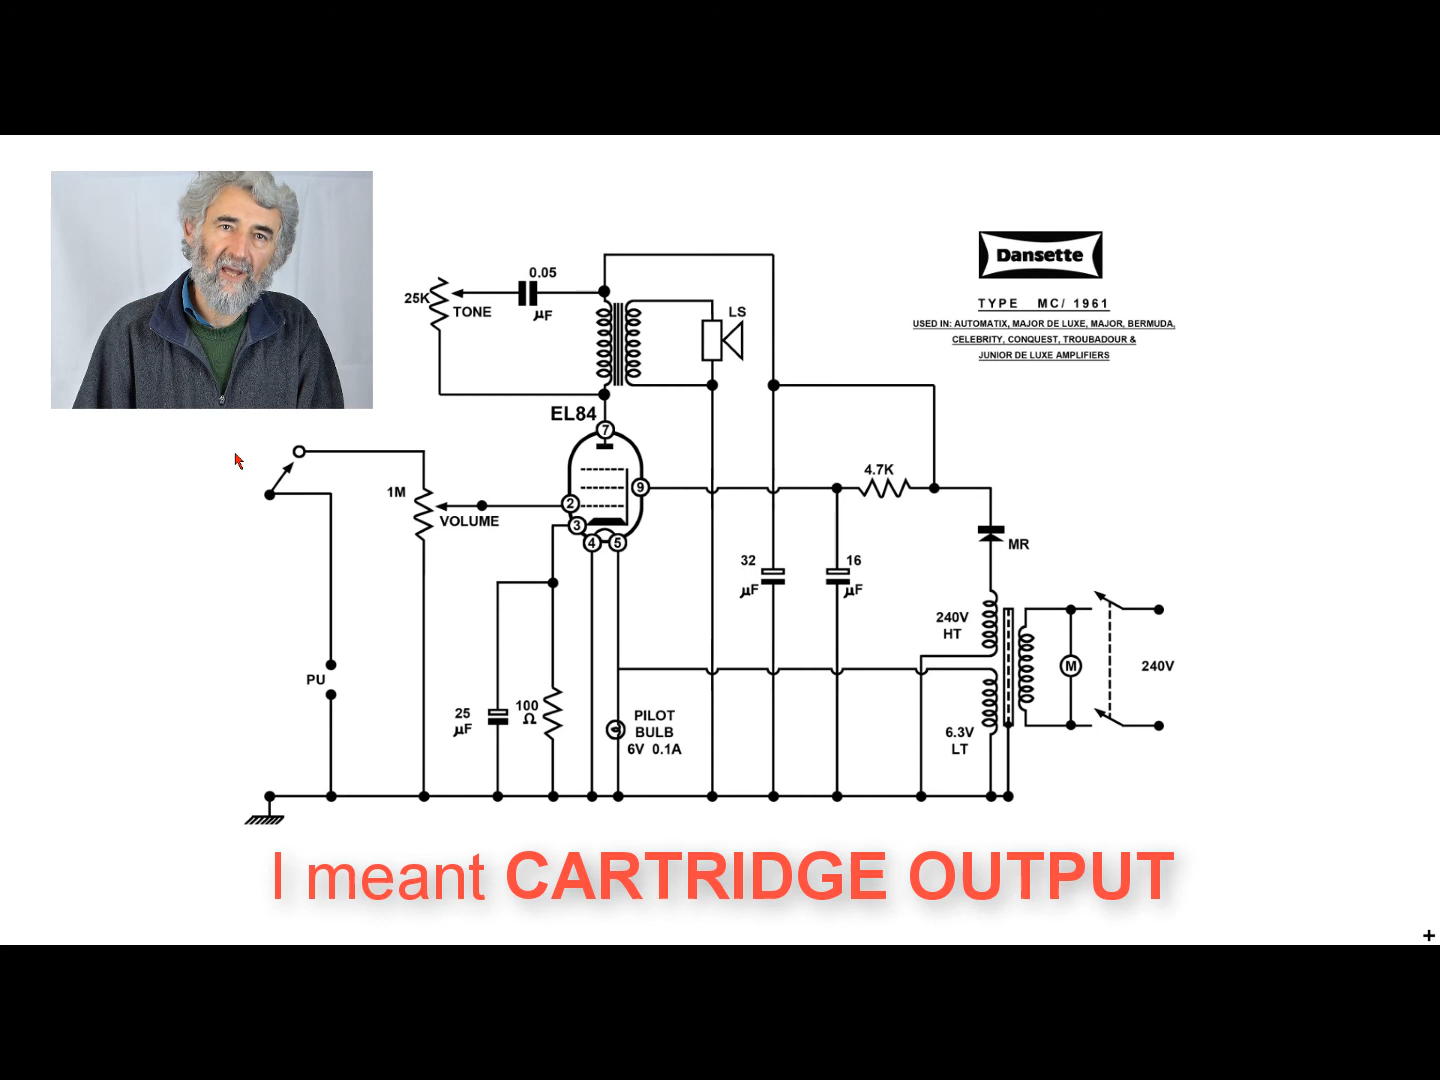 Dansette
TYPE MC/ 1961
USED IN: AUTOMATIX, MAJOR DE LUXE, MAJOR, BERMUDA,
CELEBRITY, CONQUEST, TROUBADOUR &
JUNIOR DE LUXE AMPLIFIERS
0.05
µF
25K
TONE
LS
EL84
7
4.7K
9
1M
2
VOLUME
3
4
5
MR
32
µF
16
µF
240V
HT
M
240V
PU
25
µF
100
Ω
PILOT
BULB
6V 0.1A
6.3V
LT
I meant CARTRIDGE OUTPUT
+